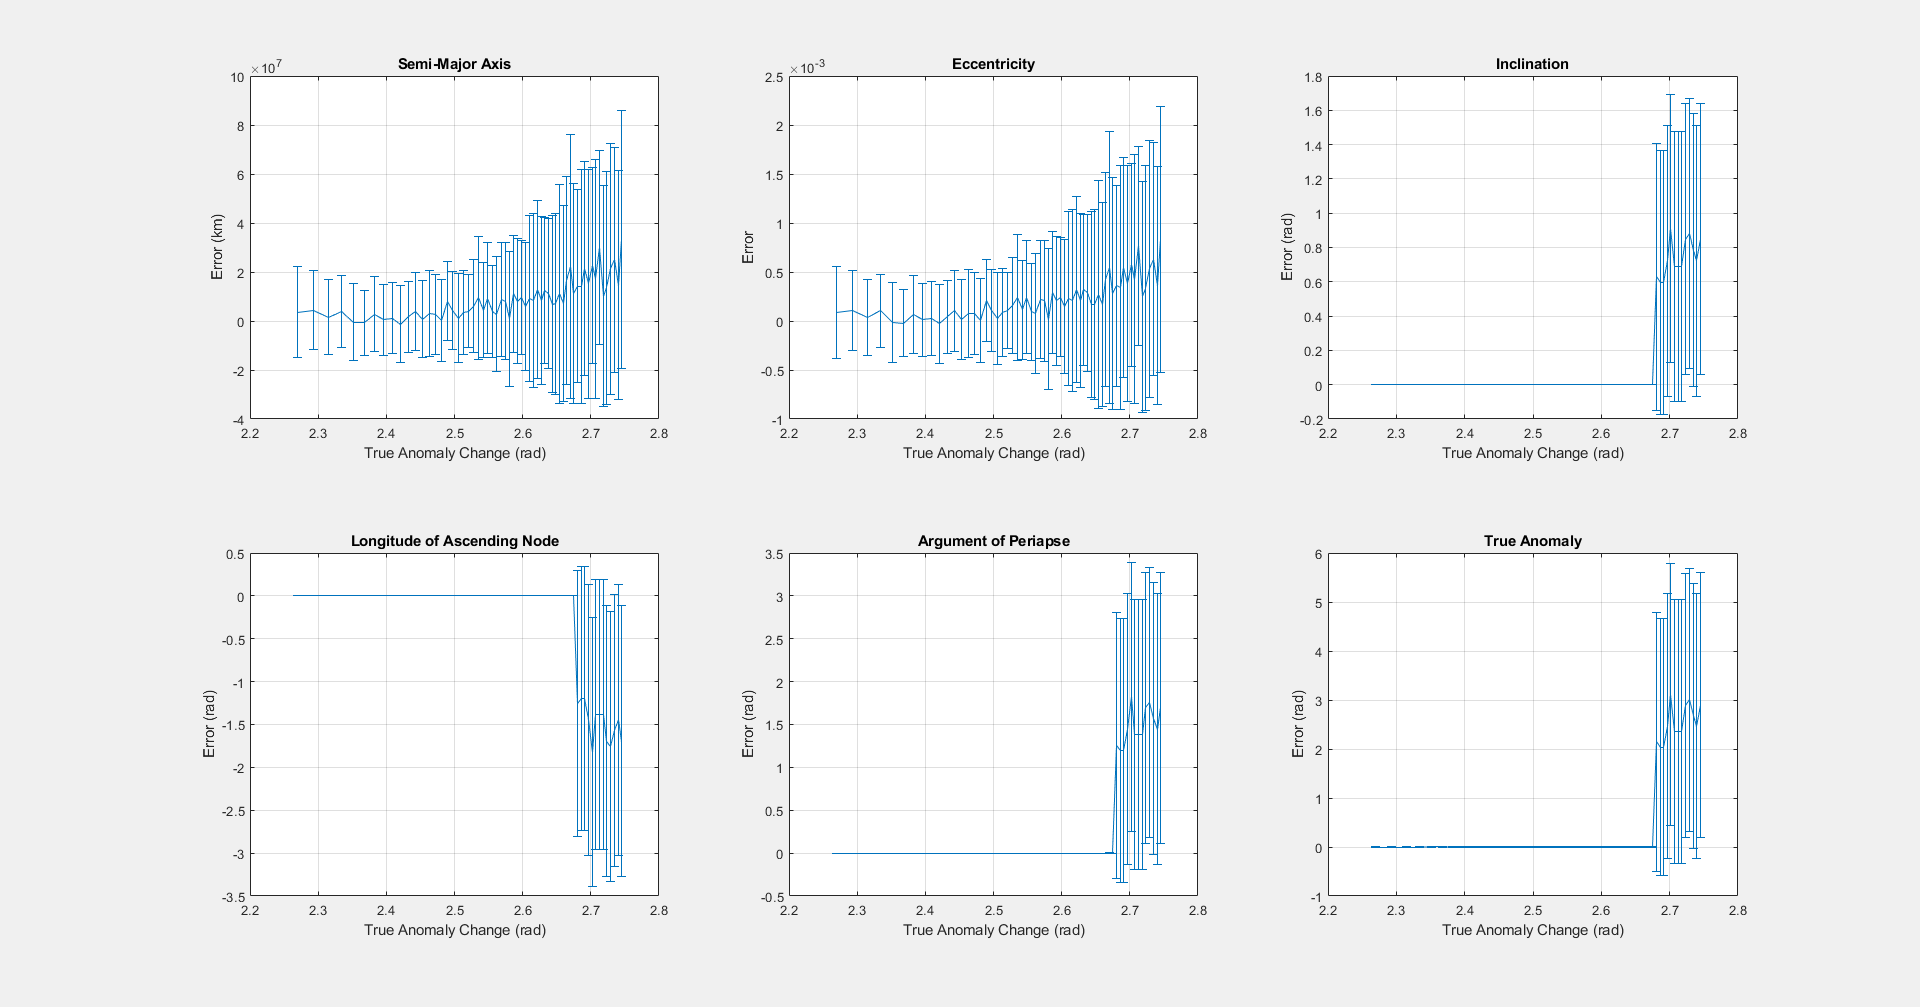 Semi-Major Axis
×10^7
10
8
6
4
2
0
-2
-4
Error (km)
2.2 2.3 2.4 2.5 2.6 2.7 2.8
True Anomaly Change (rad)
Eccentricity
×10^-3
2.5
2
1.5
1
0.5
0
-0.5
-1
Error
2.2 2.3 2.4 2.5 2.6 2.7 2.8
True Anomaly Change (rad)
Inclination
1.8
1.6
1.4
1.2
1
0.8
0.6
0.4
0.2
0
-0.2
Error (rad)
2.2 2.3 2.4 2.5 2.6 2.7 2.8
True Anomaly Change (rad)
Longitude of Ascending Node
0.5
0
-0.5
-1
-1.5
-2
-2.5
-3
-3.5
Error (rad)
2.2 2.3 2.4 2.5 2.6 2.7 2.8
True Anomaly Change (rad)
Argument of Periapse
3.5
3
2.5
2
1.5
1
0.5
0
-0.5
Error (rad)
2.2 2.3 2.4 2.5 2.6 2.7 2.8
True Anomaly Change (rad)
True Anomaly
6
5
4
3
2
1
0
-1
Error (rad)
2.2 2.3 2.4 2.5 2.6 2.7 2.8
True Anomaly Change (rad)